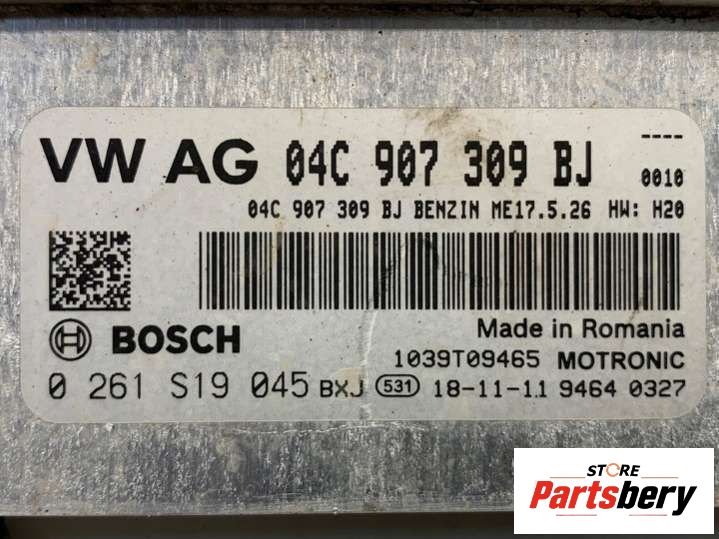 ----
VW AG 04C 907 309 BJ 0010
04C 907 309 BJ BENZIN ME17.5.26 HW: H20
BOSCH
Made in Romania
1039T09465 MOTRONIC
0 261 S19 045 BXJ 531 18-11-11 9464 0327
STORE
Partsbery